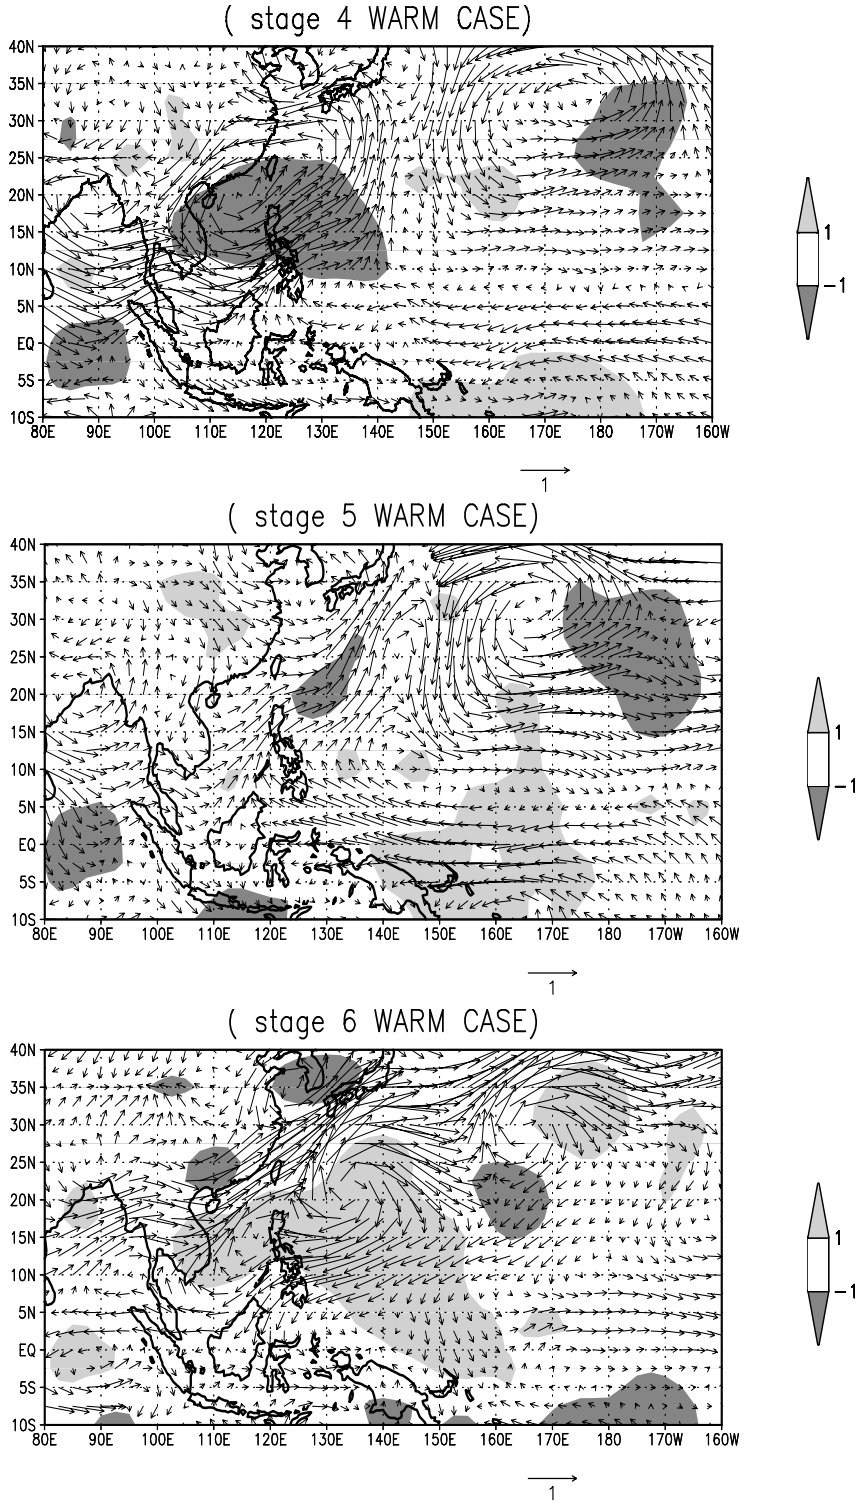 ( stage 4 WARM CASE)
40N
35N
30N
25N
20N
15N
10N
5N
EQ
5S
10S
80E 90E 100E 110E 120E 130E 140E 150E 160E 170E 180 170W 160W
1
1
-1
( stage 5 WARM CASE)
40N
35N
30N
25N
20N
15N
10N
5N
EQ
5S
10S
80E 90E 100E 110E 120E 130E 140E 150E 160E 170E 180 170W 160W
1
1
-1
( stage 6 WARM CASE)
40N
35N
30N
25N
20N
15N
10N
5N
EQ
5S
10S
80E 90E 100E 110E 120E 130E 140E 150E 160E 170E 180 170W 160W
1
1
-1